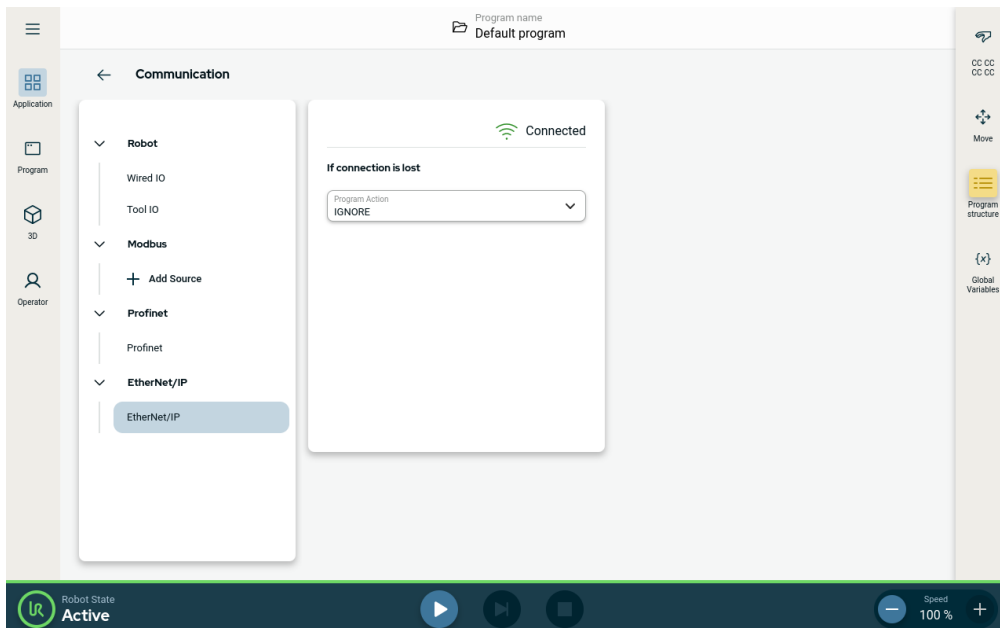 Program name
Default program
Application
Program
3D
Operator
Communication
Robot
Wired IO
Tool IO
Modbus
Add Source
Profinet
Profinet
EtherNet/IP
EtherNet/IP
Connected
If connection is lost
Program Action
IGNORE
CC CC
CC CC
Move
Program
structure
{x}
Global
Variables
Robot State
Active
Speed
100 %